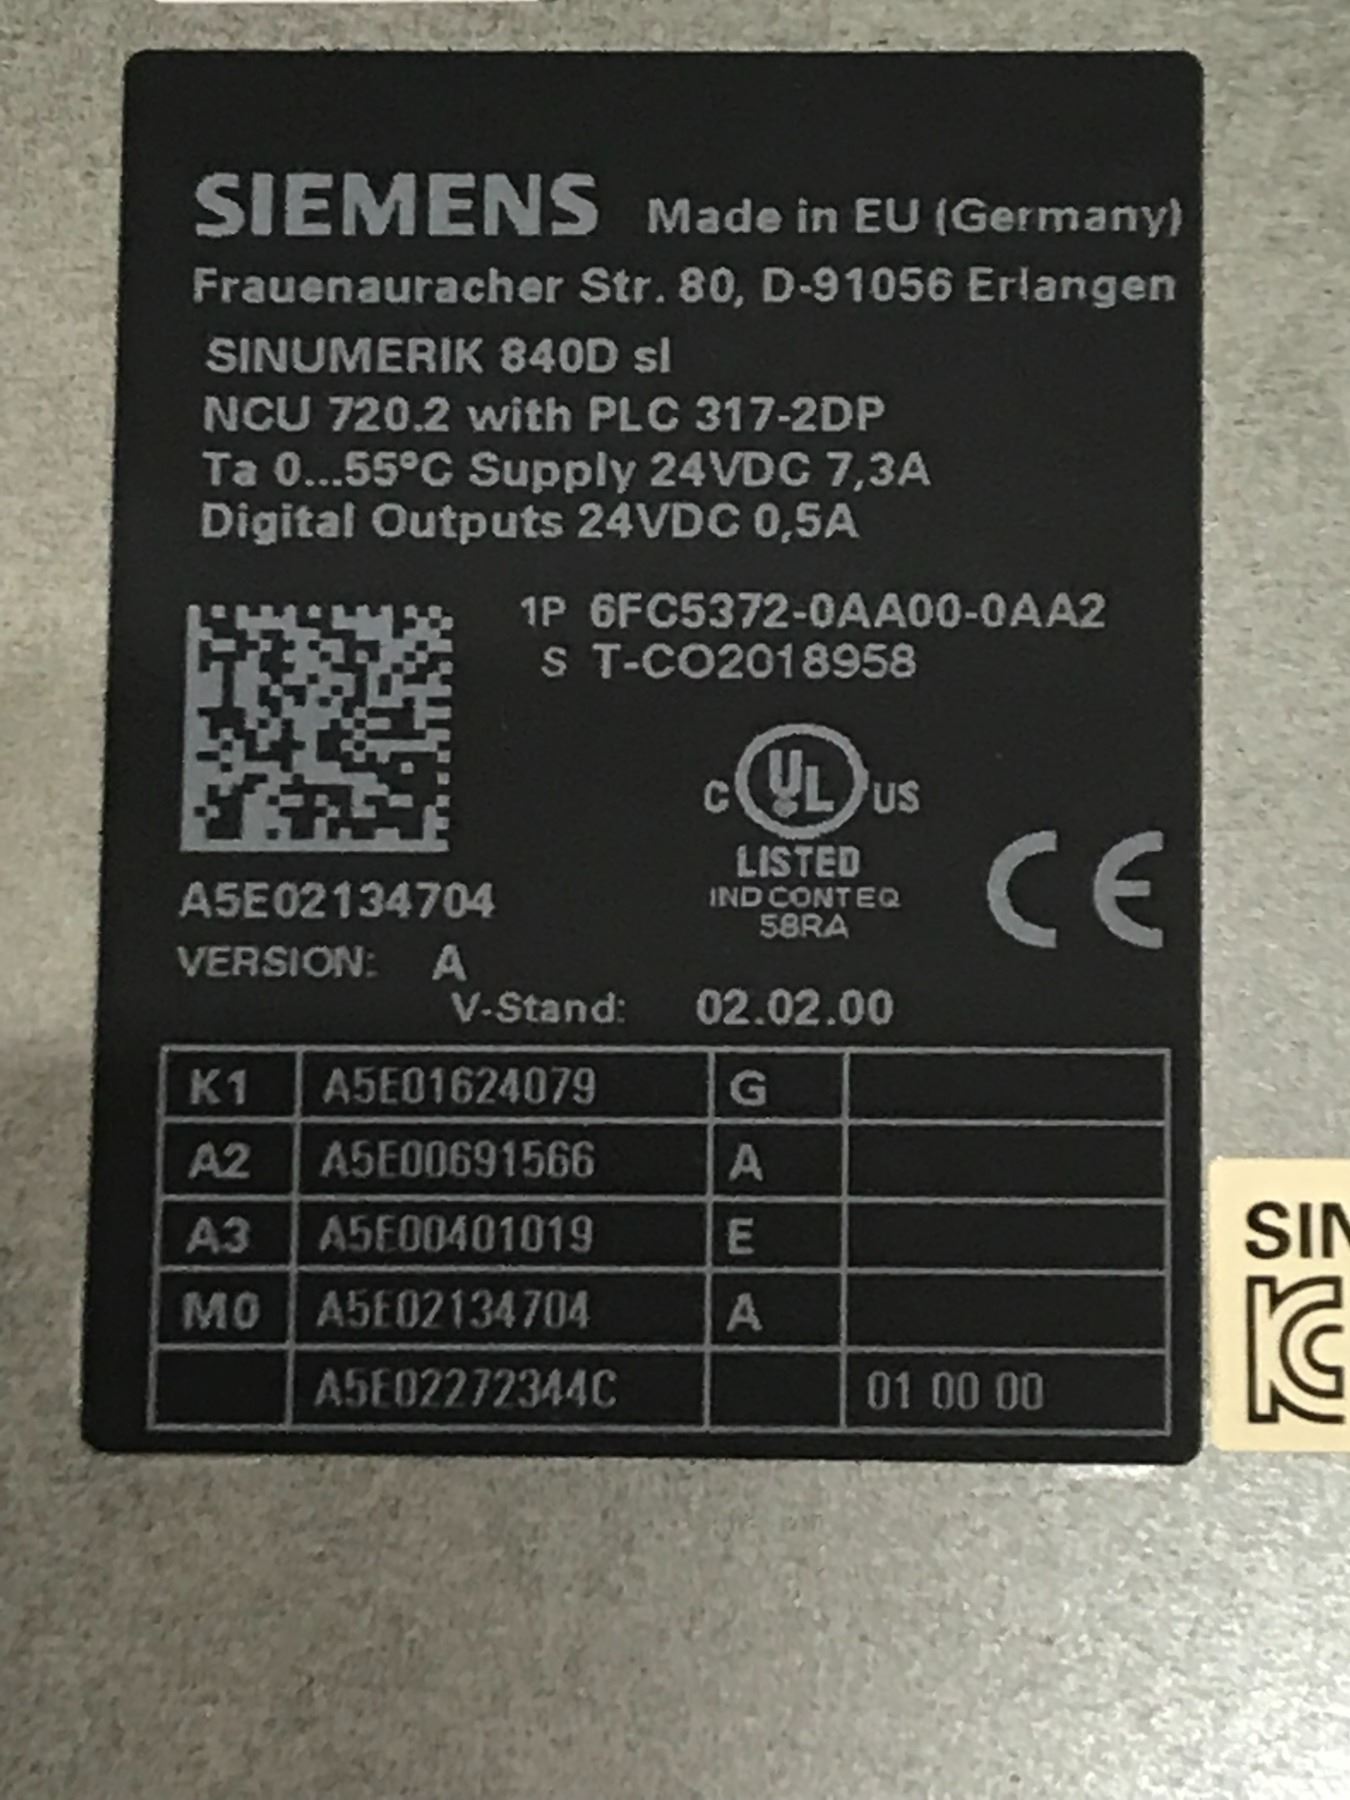 SIEMENS Made in EU (Germany)
Frauenauracher Str. 80, D-91056 Erlangen
SINUMERIK 840D sl
NCU 720.2 with PLC 317-2DP
Ta 0...55°C Supply 24VDC 7,3A
Digital Outputs 24VDC 0,5A
1P 6FC5372-0AA00-0AA2
S T-CO2018958
C UL US
LISTED
IND CONT EQ
58RA
CE
A5E02134704
VERSION: A
V-Stand: 02.02.00
K1 A5E01624079 G
A2 A5E00691566 A
A3 A5E00401019 E
M0 A5E02134704 A
A5E02272344C 01 00 00
SIN